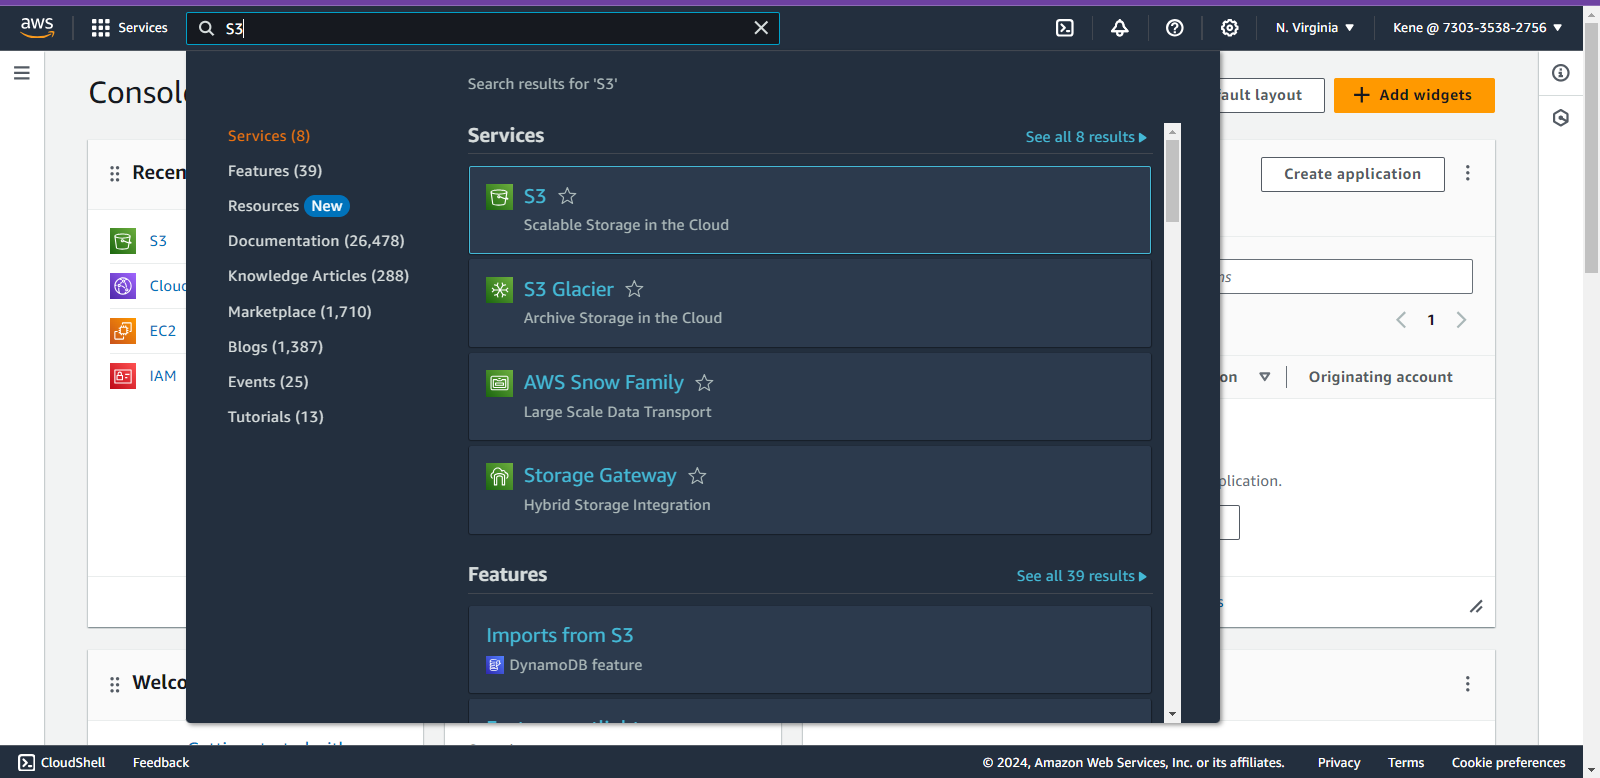 aws
Services
S3
N. Virginia
Kene @ 7303-3538-2756
Search results for 'S3'
fault layout
Add widgets
Services (8)
Features (39)
Resources New
Documentation (26,478)
Knowledge Articles (288)
Marketplace (1,710)
Blogs (1,387)
Events (25)
Tutorials (13)
Services
See all 8 results
S3
Scalable Storage in the Cloud
S3 Glacier
Archive Storage in the Cloud
AWS Snow Family
Large Scale Data Transport
Storage Gateway
Hybrid Storage Integration
Features
See all 39 results
Imports from S3
DynamoDB feature
Consol
Recen
S3
Cloud
EC2
IAM
Welco
Create application
ns
1
on
Originating account
plication.
s
CloudShell
Feedback
© 2024, Amazon Web Services, Inc. or its affiliates.
Privacy
Terms
Cookie preferences